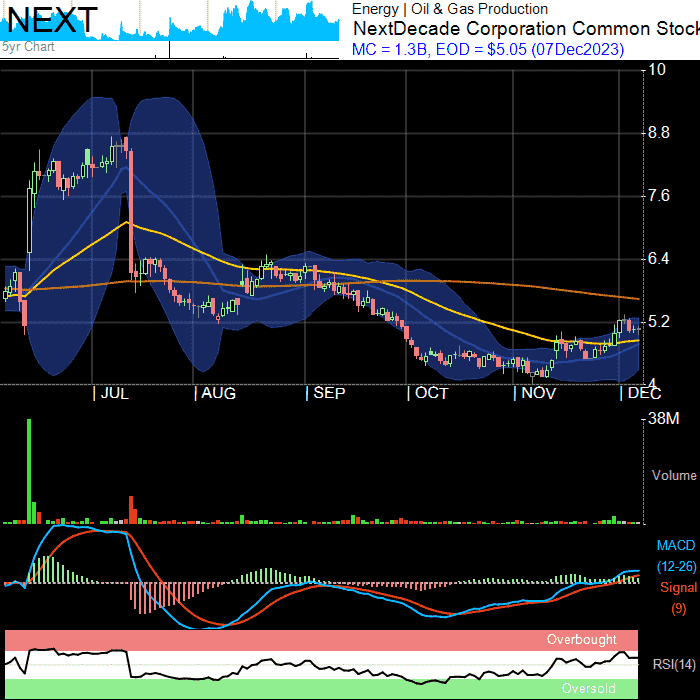 NEXT
5yr Chart
Energy | Oil & Gas Production
NextDecade Corporation Common Stock
MC = 1.3B, EOD = $5.05 (07Dec2023)
10
8.8
7.6
6.4
5.2
4
JUL
AUG
SEP
OCT
NOV
DEC
38M
Volume
MACD
(12-26)
Signal
(9)
Overbought
RSI(14)
Oversold